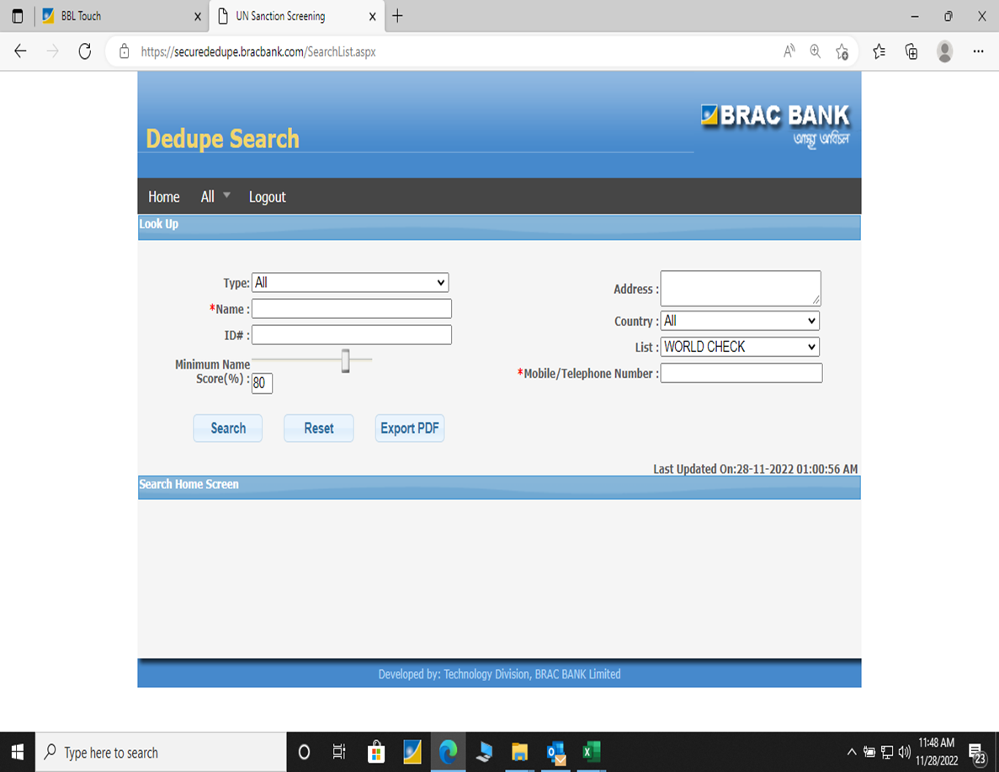 BBL Touch
UN Sanction Screening
https://securededupe.bracbank.com/SearchList.aspx
BRAC BANK
আস্থা অবিচল
Dedupe Search
Home All Logout
Look Up
Type: All
*Name :
ID# :
Minimum Name
Score(%) : 80
Address :
Country : All
List : WORLD CHECK
*Mobile/Telephone Number :
Search Reset Export PDF
Last Updated On:28-11-2022 01:00:56 AM
Search Home Screen
Developed by: Technology Division, BRAC BANK Limited
Type here to search
11:48 AM
11/28/2022
23